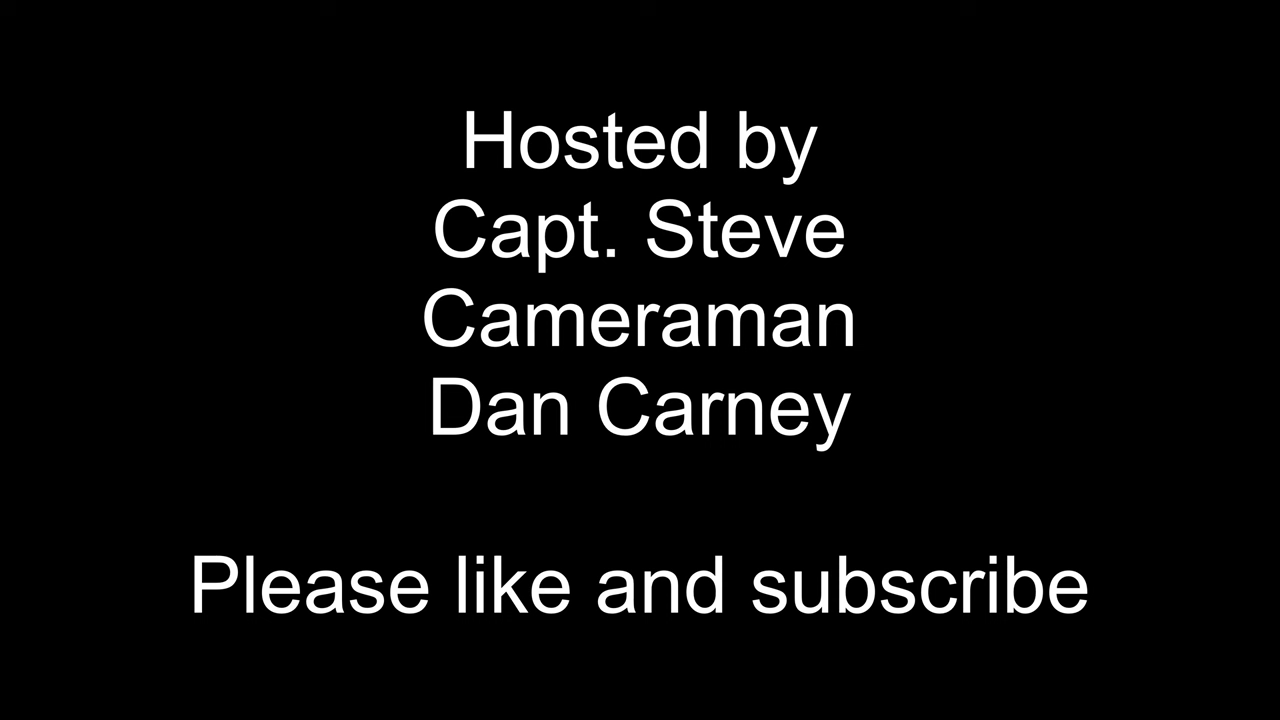 Hosted by
Capt. Steve
Cameraman
Dan Carney
Please like and subscribe